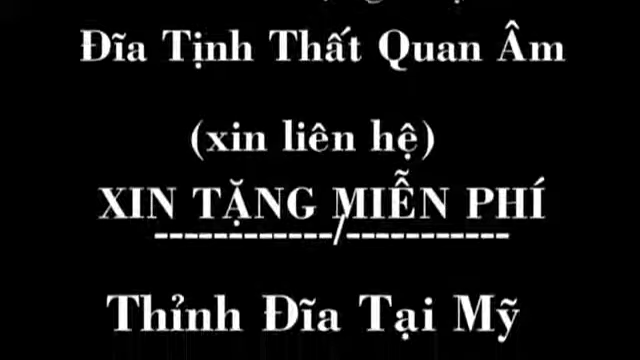 Đĩa Tịnh Thất Quan Âm
(xin liên hệ)
XIN TẶNG MIỄN PHÍ
------------/-----------
Thỉnh Đĩa Tại Mỹ